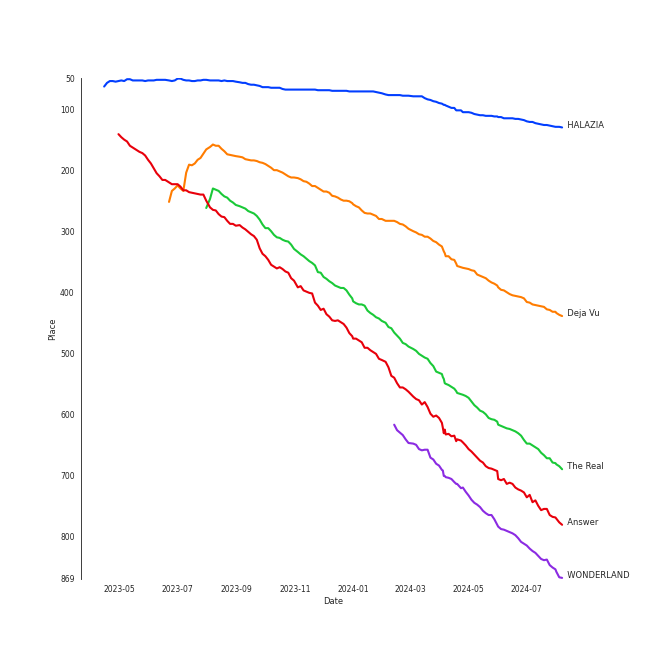 50
100
200
300
400
500
600
700
800
869
Place
2023-05
2023-07
2023-09
2023-11
2024-01
2024-03
2024-05
2024-07
Date
HALAZIA
Deja Vu
The Real
Answer
WONDERLAND